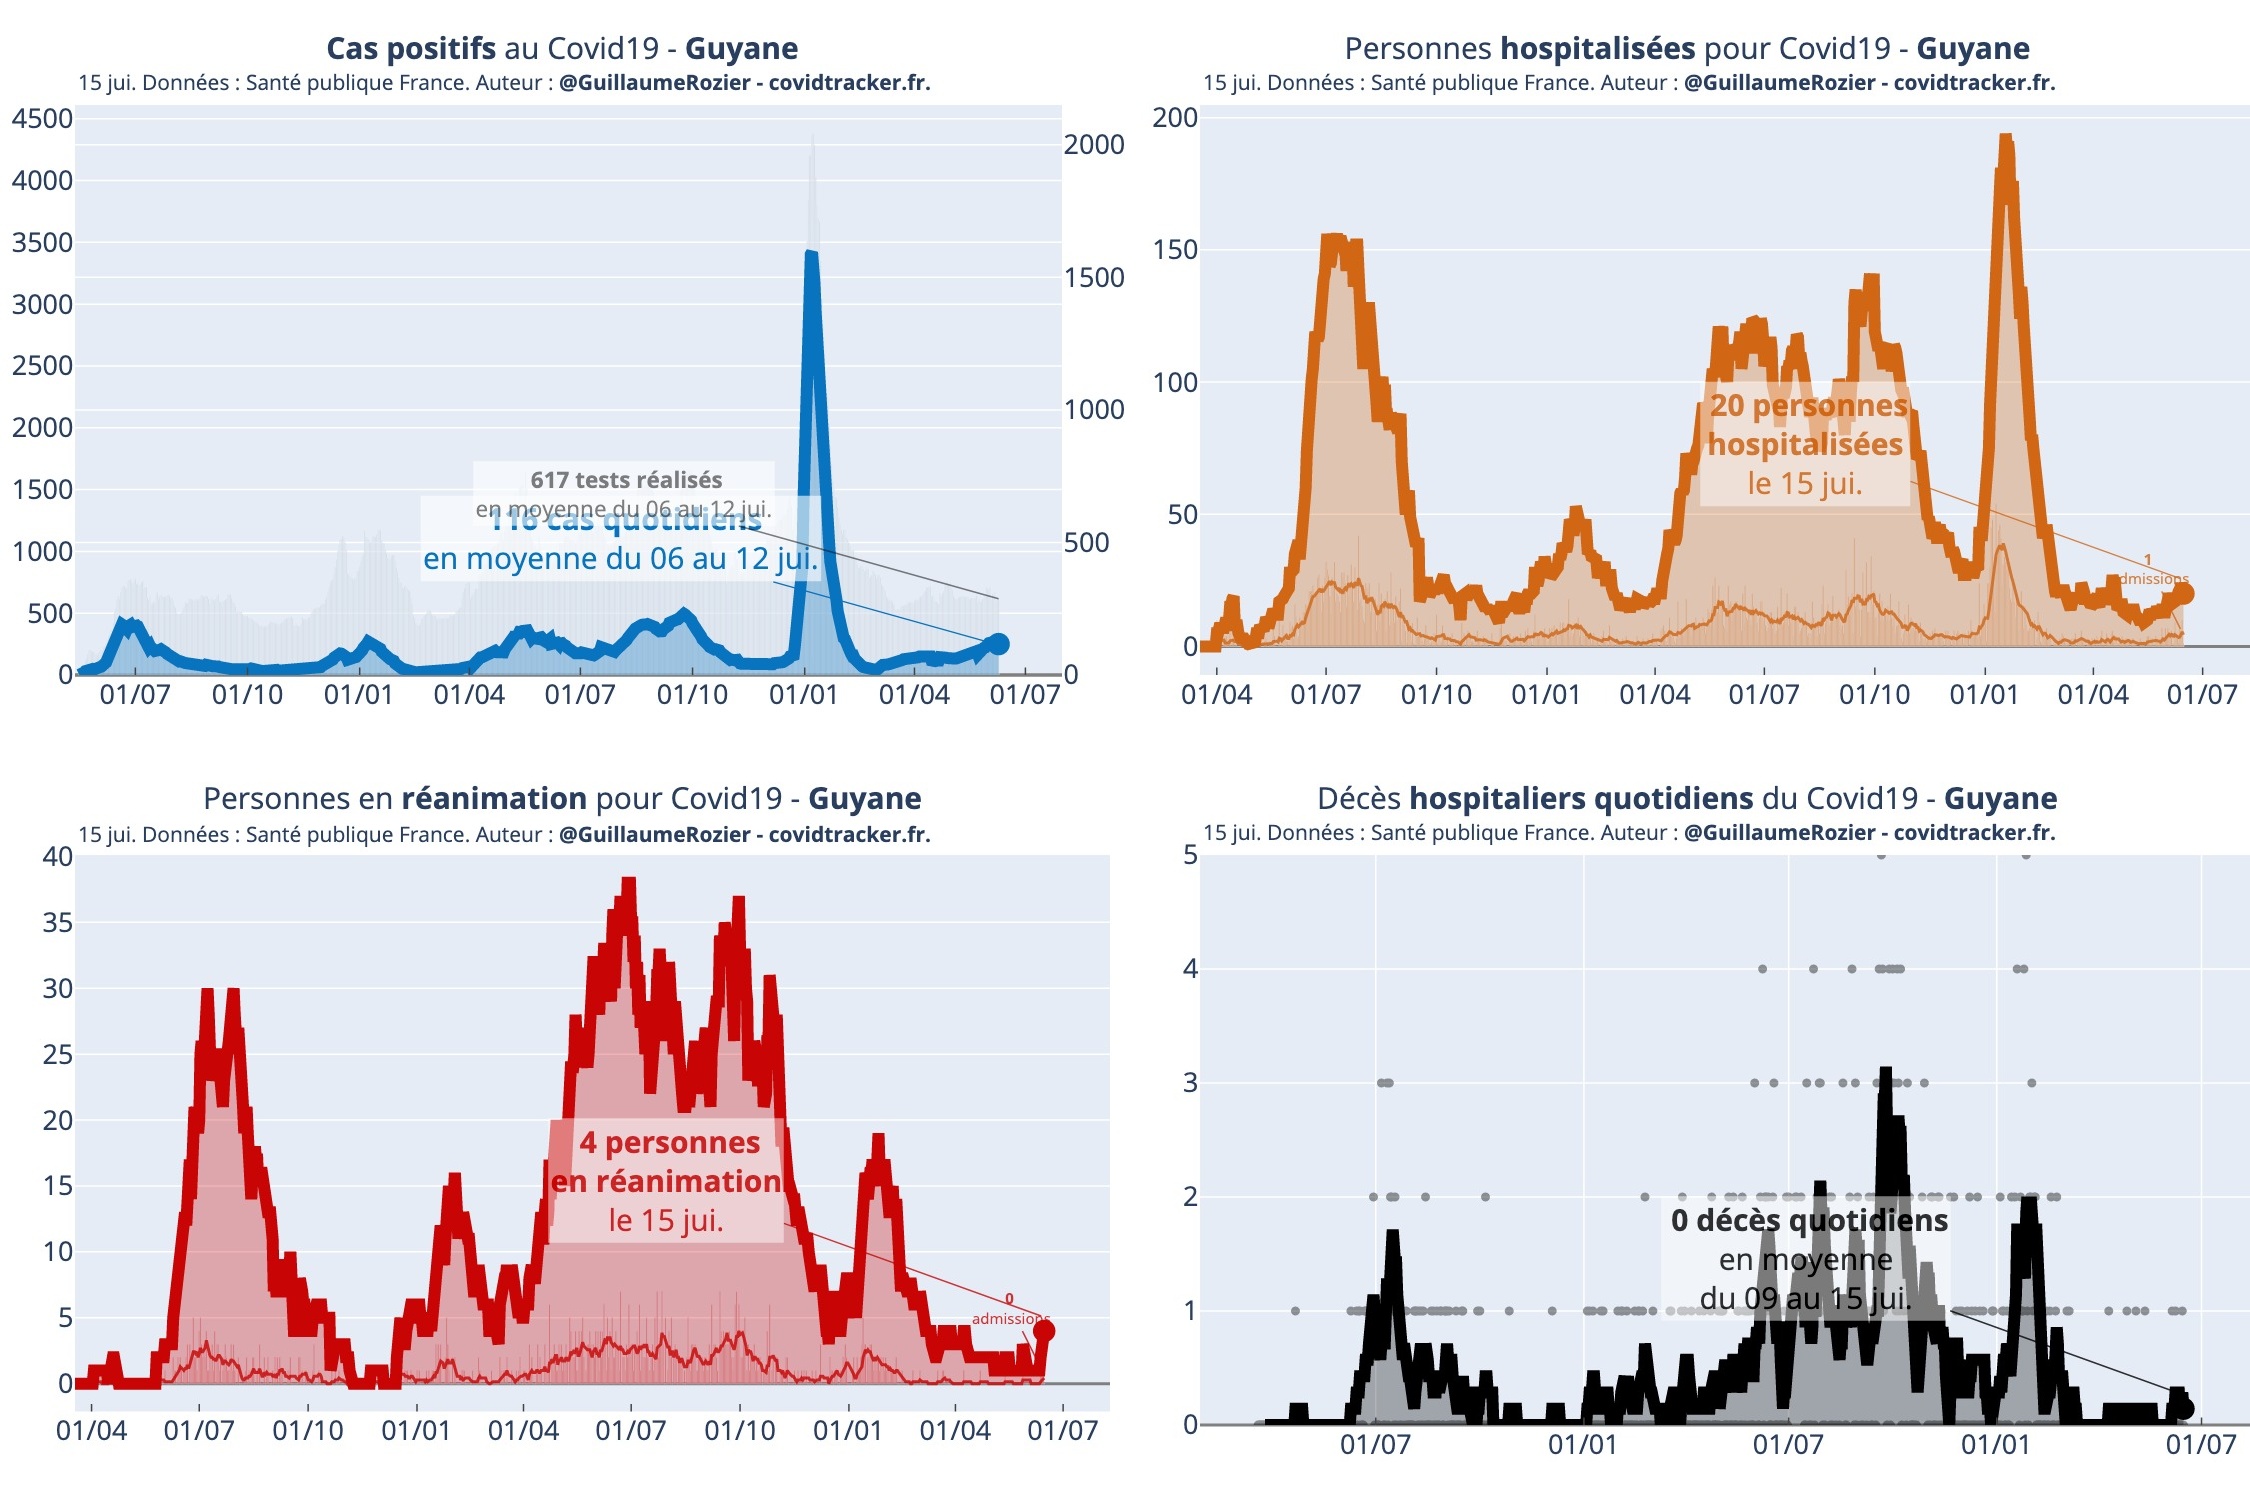 Cas positifs au Covid19 - Guyane
15 jui. Données : Santé publique France. Auteur : @GuillaumeRozier - covidtracker.fr.
4500
4000
3500
3000
2500
2000
1500
1000
500
0
2000
1500
1000
500
0
617 tests réalisés
en moyenne du 06 au 12 jui.
116 cas quotidiens
en moyenne du 06 au 12 jui.
01/07 01/10 01/01 01/04 01/07 01/10 01/01 01/04 01/07
Personnes hospitalisées pour Covid19 - Guyane
15 jui. Données : Santé publique France. Auteur : @GuillaumeRozier - covidtracker.fr.
200
150
100
50
0
20 personnes
hospitalisées
le 15 jui.
1
admissions
01/04 01/07 01/10 01/01 01/04 01/07 01/10 01/01 01/04 01/07
Personnes en réanimation pour Covid19 - Guyane
15 jui. Données : Santé publique France. Auteur : @GuillaumeRozier - covidtracker.fr.
40
35
30
25
20
15
10
5
0
4 personnes
en réanimation
le 15 jui.
0
admissions
01/04 01/07 01/10 01/01 01/04 01/07 01/10 01/01 01/04 01/07
Décès hospitaliers quotidiens du Covid19 - Guyane
15 jui. Données : Santé publique France. Auteur : @GuillaumeRozier - covidtracker.fr.
5
4
3
2
1
0
0 décès quotidiens
en moyenne
du 09 au 15 jui.
01/07 01/01 01/07 01/01 01/07